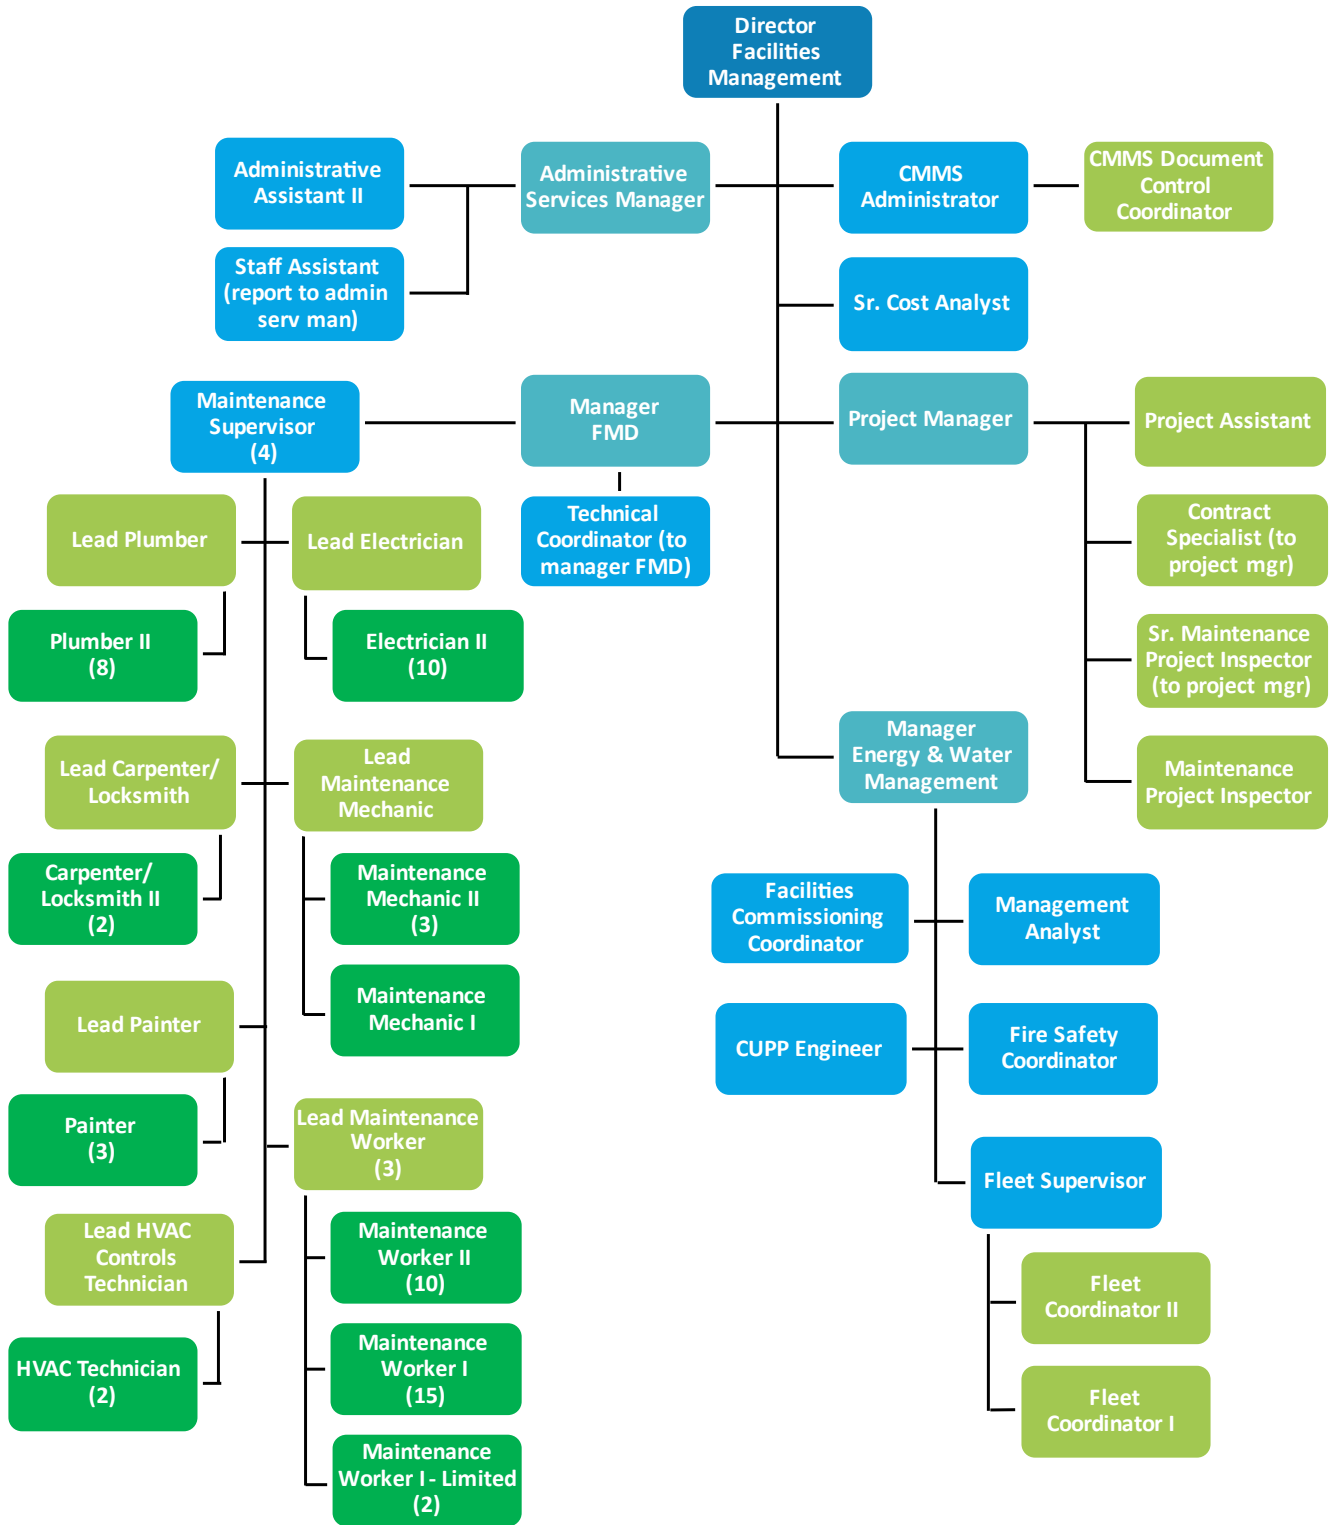 Director
Facilities
Management
Administrative
Assistant II
Administrative
Services Manager
CMMS
Administrator
CMMS Document
Control
Coordinator
Staff Assistant
(report to admin
serv man)
Sr. Cost Analyst
Maintenance
Supervisor
(4)
Manager
FMD
Project Manager
Project Assistant
Lead Plumber
Lead Electrician
Technical
Coordinator (to
manager FMD)
Contract
Specialist (to
project mgr)
Plumber II
(8)
Electrician II
(10)
Sr. Maintenance
Project Inspector
(to project mgr)
Lead Carpenter/
Locksmith
Lead
Maintenance
Mechanic
Manager
Energy & Water
Management
Maintenance
Project Inspector
Carpenter/
Locksmith II
(2)
Maintenance
Mechanic II
(3)
Facilities
Commissioning
Coordinator
Management
Analyst
Lead Painter
Maintenance
Mechanic I
CUPP Engineer
Fire Safety
Coordinator
Painter
(3)
Lead Maintenance
Worker
(3)
Fleet Supervisor
Lead HVAC
Controls
Technician
Maintenance
Worker II
(10)
Fleet
Coordinator II
HVAC Technician
(2)
Maintenance
Worker I
(15)
Fleet
Coordinator I
Maintenance
Worker I - Limited
(2)